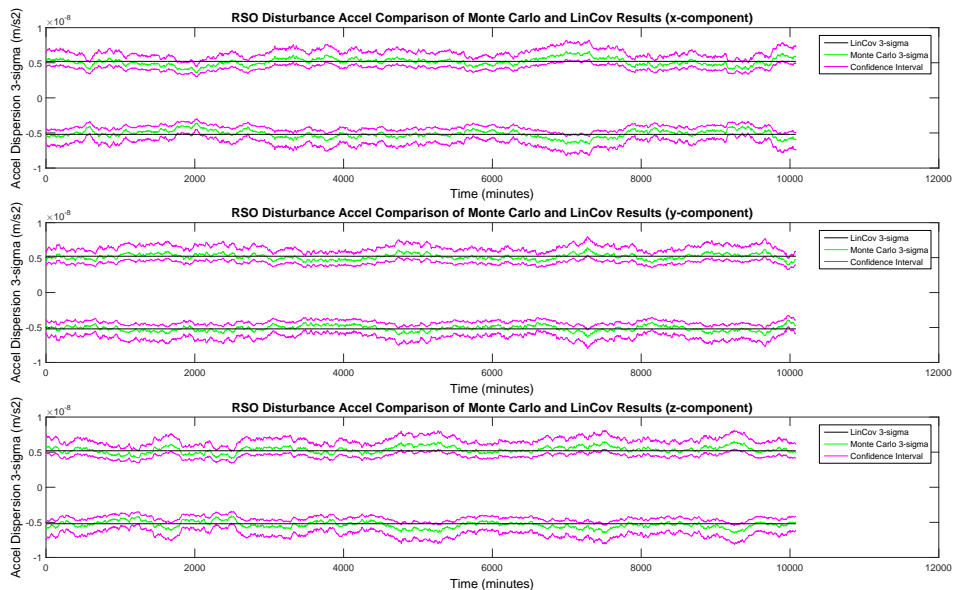 RSO Disturbance Accel Comparison of Monte Carlo and LinCov Results (x-component)
×10-8
Accel Dispersion 3-sigma (m/s2)
1
0.5
0
-0.5
-1
LinCov 3-sigma
Monte Carlo 3-sigma
Confidence Interval
0 2000 4000 6000 8000 10000 12000
Time (minutes)
RSO Disturbance Accel Comparison of Monte Carlo and LinCov Results (y-component)
×10-8
Accel Dispersion 3-sigma (m/s2)
1
0.5
0
-0.5
-1
LinCov 3-sigma
Monte Carlo 3-sigma
Confidence Interval
0 2000 4000 6000 8000 10000 12000
Time (minutes)
RSO Disturbance Accel Comparison of Monte Carlo and LinCov Results (z-component)
×10-8
Accel Dispersion 3-sigma (m/s2)
1
0.5
0
-0.5
-1
LinCov 3-sigma
Monte Carlo 3-sigma
Confidence Interval
0 2000 4000 6000 8000 10000 12000
Time (minutes)